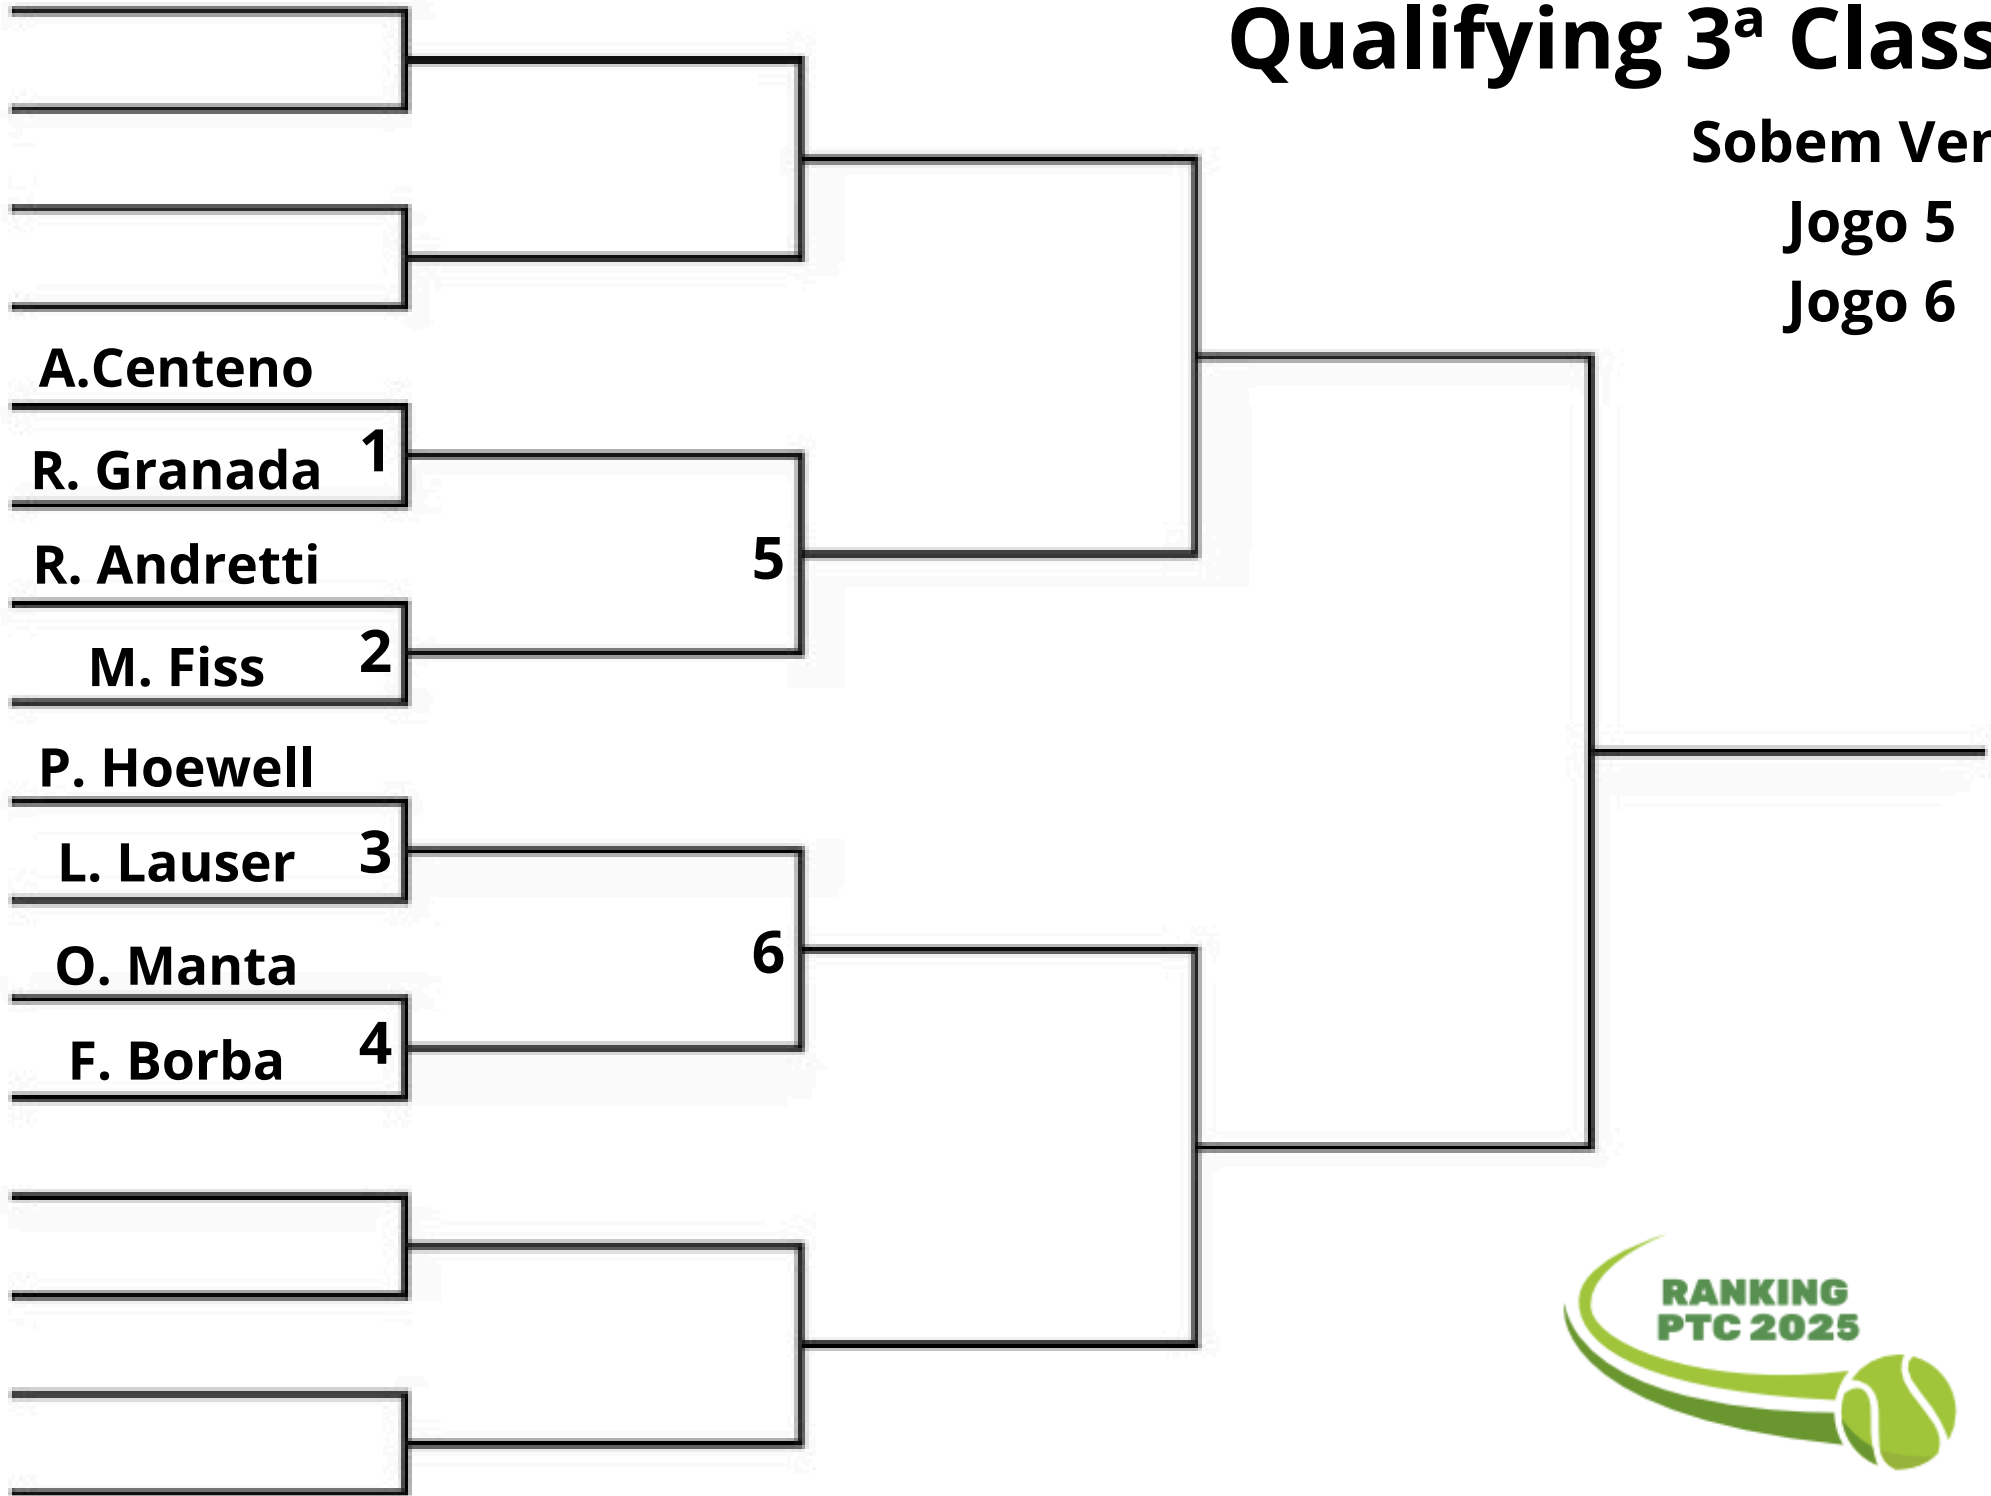 Qualifying 3ª Class
Sobem Ver
Jogo 5
Jogo 6
A.Centeno
R. Granada 1
R. Andretti
5
M. Fiss 2
P. Hoewell
L. Lauser 3
O. Manta
6
F. Borba 4
RANKING
PTC 2025